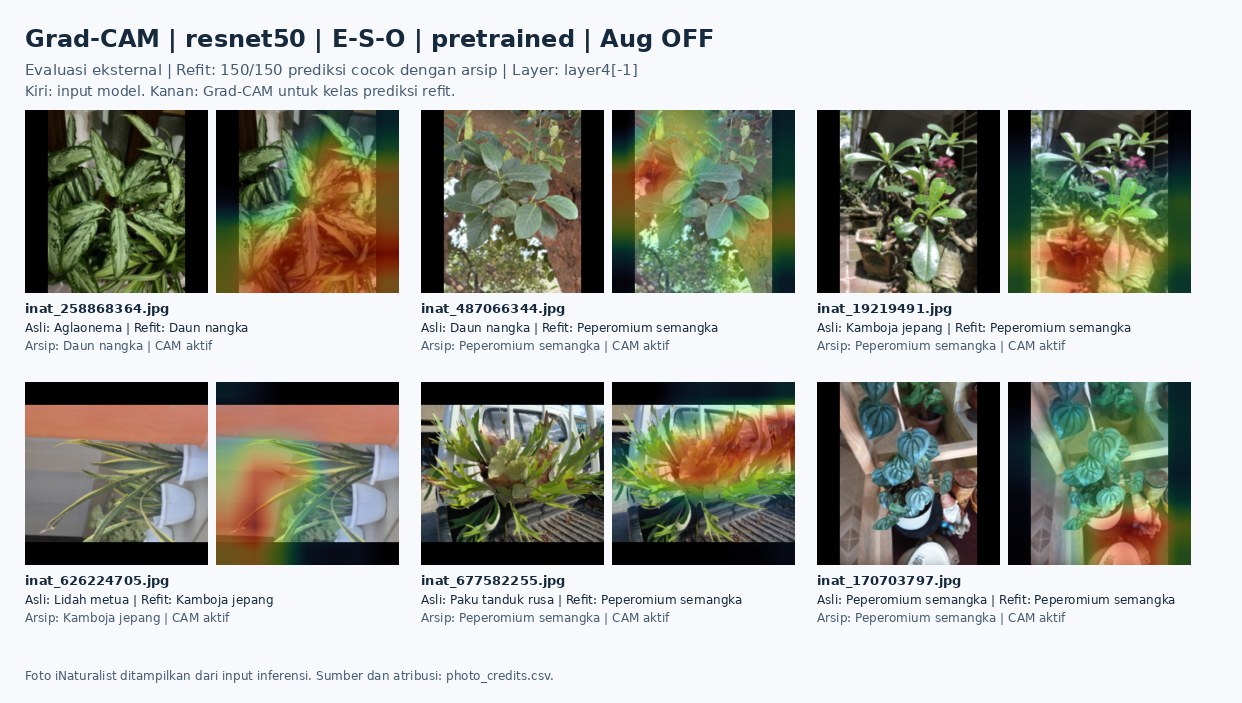 Grad-CAM | resnet50 | E-S-O | pretrained | Aug OFF
Evaluasi eksternal | Refit: 150/150 prediksi cocok dengan arsip | Layer: layer4[-1]
Kiri: input model. Kanan: Grad-CAM untuk kelas prediksi refit.
inat_258868364.jpg
Asli: Aglaonema | Refit: Daun nangka
Arsip: Daun nangka | CAM aktif
inat_487066344.jpg
Asli: Daun nangka | Refit: Peperomium semangka
Arsip: Peperomium semangka | CAM aktif
inat_19219491.jpg
Asli: Kamboja jepang | Refit: Peperomium semangka
Arsip: Peperomium semangka | CAM aktif
inat_626224705.jpg
Asli: Lidah metua | Refit: Kamboja jepang
Arsip: Kamboja jepang | CAM aktif
inat_677582255.jpg
Asli: Paku tanduk rusa | Refit: Peperomium semangka
Arsip: Peperomium semangka | CAM aktif
inat_170703797.jpg
Asli: Peperomium semangka | Refit: Peperomium semangka
Arsip: Peperomium semangka | CAM aktif
Foto iNaturalist ditampilkan dari input inferensi. Sumber dan atribusi: photo_credits.csv.